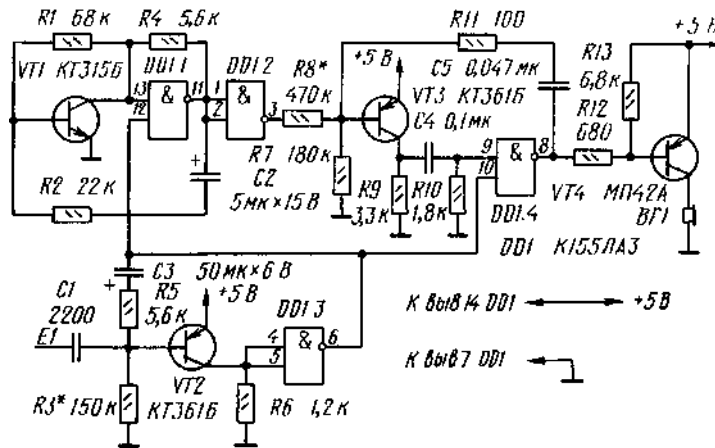 R1 68к R4 5,6к
R11 100
+5 В
VT1 КТ315Б
DD1.1
DD1.2
R8*
470к
+5 В
C5 0,047мк
R13
6,8к
VT3 КТ361Б
R12
680
C4 0,1мк
13
12
&
11
1
2
&
3
R7 180к
C2
5мк×15В
R9
3,3к
R10
1,8к
9
10
&
8
DD1.4
VT4 МП42А
BF1
R2 22к
DD1 К155ЛА3
C3 50мк×6В
R5
5,6к
+5В
C1
2200
E1
DD1.3
4
5
&
6
К выв14 DD1
+5В
К выв7 DD1
VT2
КТ361Б
R3* 150к
R6 1,2к